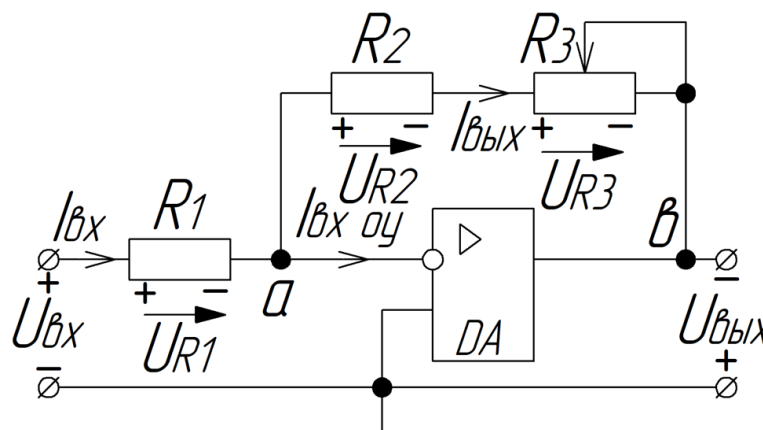 R2 R3
+ − Iвых + −
UR2 UR3
Iвх R1 Iвх оу в
+ + − а −
Uвх UR1 DA Uвых
− +